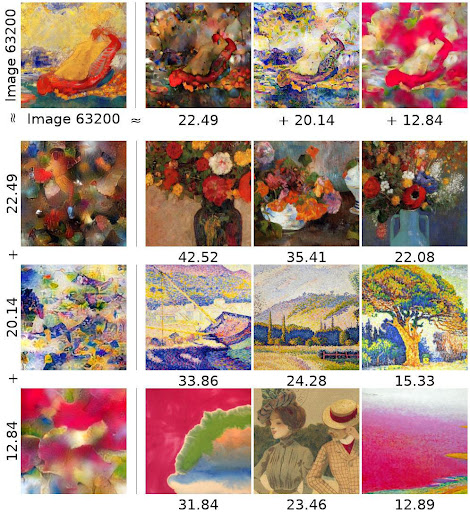 Image 63200
≈ Image 63200 ≈ 22.49 + 20.14 + 12.84
22.49
42.52 35.41 22.08
+
20.14
33.86 24.28 15.33
+
12.84
31.84 23.46 12.89